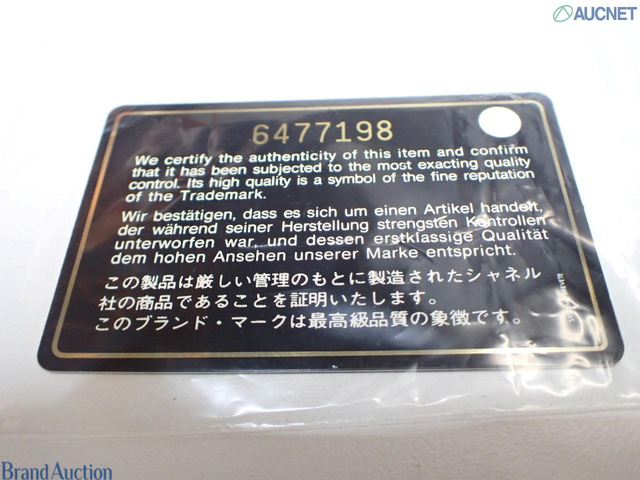 AUCNET
6477198
We certify the authenticity of this item and confirm
that it has been subjected to the most exacting quality
control. Its high quality is a symbol of the fine reputation
of the Trademark.
Wir bestätigen, dass es sich um einen Artikel handelt,
der während seiner Herstellung strengsten Kontrollen
unterworfen war, und dessen erstklassige Qualität
dem hohen Ansehen unserer Marke entspricht.
この製品は厳しい管理のもとに製造されたシャネル
社の商品であることを証明いたします。
このブランド・マークは最高級品質の象徴です。
Brand Auction